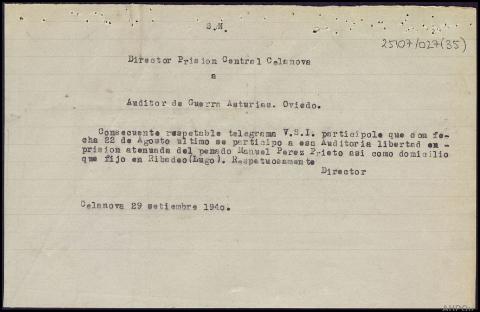 S.N.
25107/027(35)
Director Prision Central Celanova
a
Auditor de Guerra Asturias. Oviedo.
Consecuente respetable telegrama V.S.I. participole que con fe-
cha 22 de Agosto ultimo se participo a esa Auditoria libertad en-
prision atenuada del penado Manuel Perez Prieto asi como domicilio
que fijo en Ribadeo(Lugo). Respetuosamente
Director
Celanova 29 setiembre 1940.